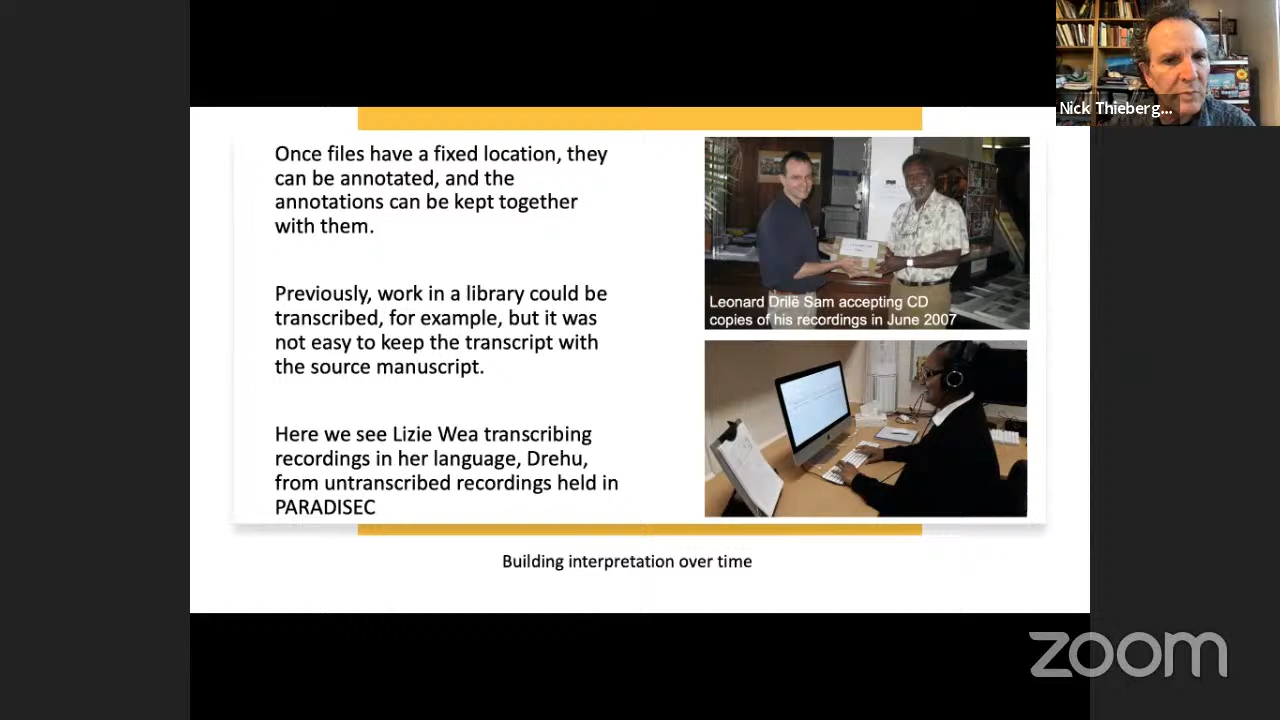 Nick Thieberg...
Once files have a fixed location, they
can be annotated, and the
annotations can be kept together
with them.
Previously, work in a library could be
transcribed, for example, but it was
not easy to keep the transcript with
the source manuscript.
Here we see Lizie Wea transcribing
recordings in her language, Drehu,
from untranscribed recordings held in
PARADISEC
Leonard Drilë Sam accepting CD
copies of his recordings in June 2007
Building interpretation over time
zoom